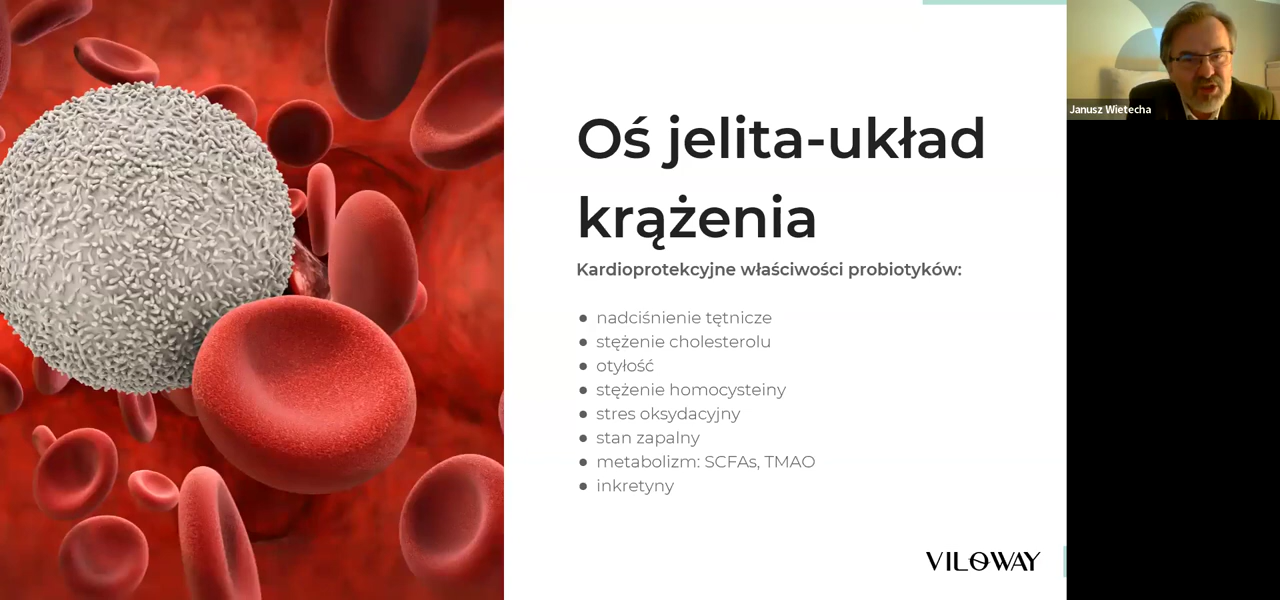 Oś jelita-układ
krążenia
Kardioprotekcyjne właściwości probiotyków:
● nadciśnienie tętnicze
● stężenie cholesterolu
● otyłość
● stężenie homocysteiny
● stres oksydacyjny
● stan zapalny
● metabolizm: SCFAs, TMAO
● inkretyny
VILOWAY
Janusz Wietecha